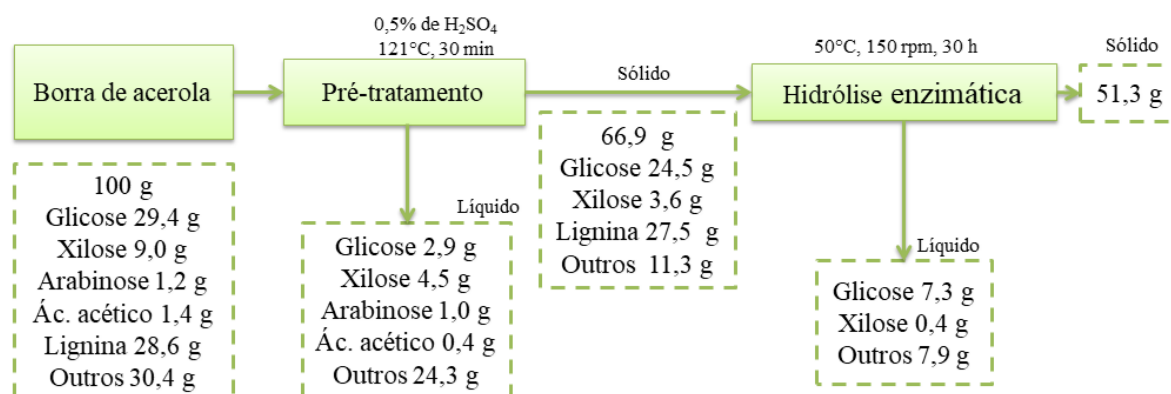 0,5% de H₂SO₄
121°C, 30 min
50°C, 150 rpm, 30 h
Sólido
Borra de acerola
Pré-tratamento
Sólido
Hidrólise enzimática
51,3 g
100 g
Glicose 29,4 g
Xilose 9,0 g
Arabinose 1,2 g
Ác. acético 1,4 g
Lignina 28,6 g
Outros 30,4 g
Líquido
Glicose 2,9 g
Xilose 4,5 g
Arabinose 1,0 g
Ác. acético 0,4 g
Outros 24,3 g
66,9 g
Glicose 24,5 g
Xilose 3,6 g
Lignina 27,5 g
Outros 11,3 g
Líquido
Glicose 7,3 g
Xilose 0,4 g
Outros 7,9 g